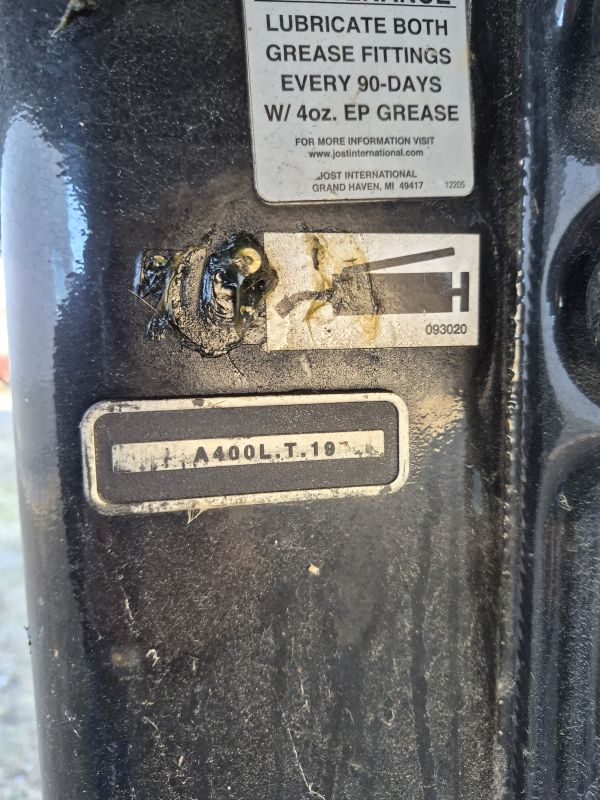 LUBRICATE BOTH
GREASE FITTINGS
EVERY 90-DAYS
W/ 4oz. EP GREASE
FOR MORE INFORMATION VISIT
www.jostinternational.com
JOST INTERNATIONAL
GRAND HAVEN, MI 49417 12205
093020
A400L.T.19